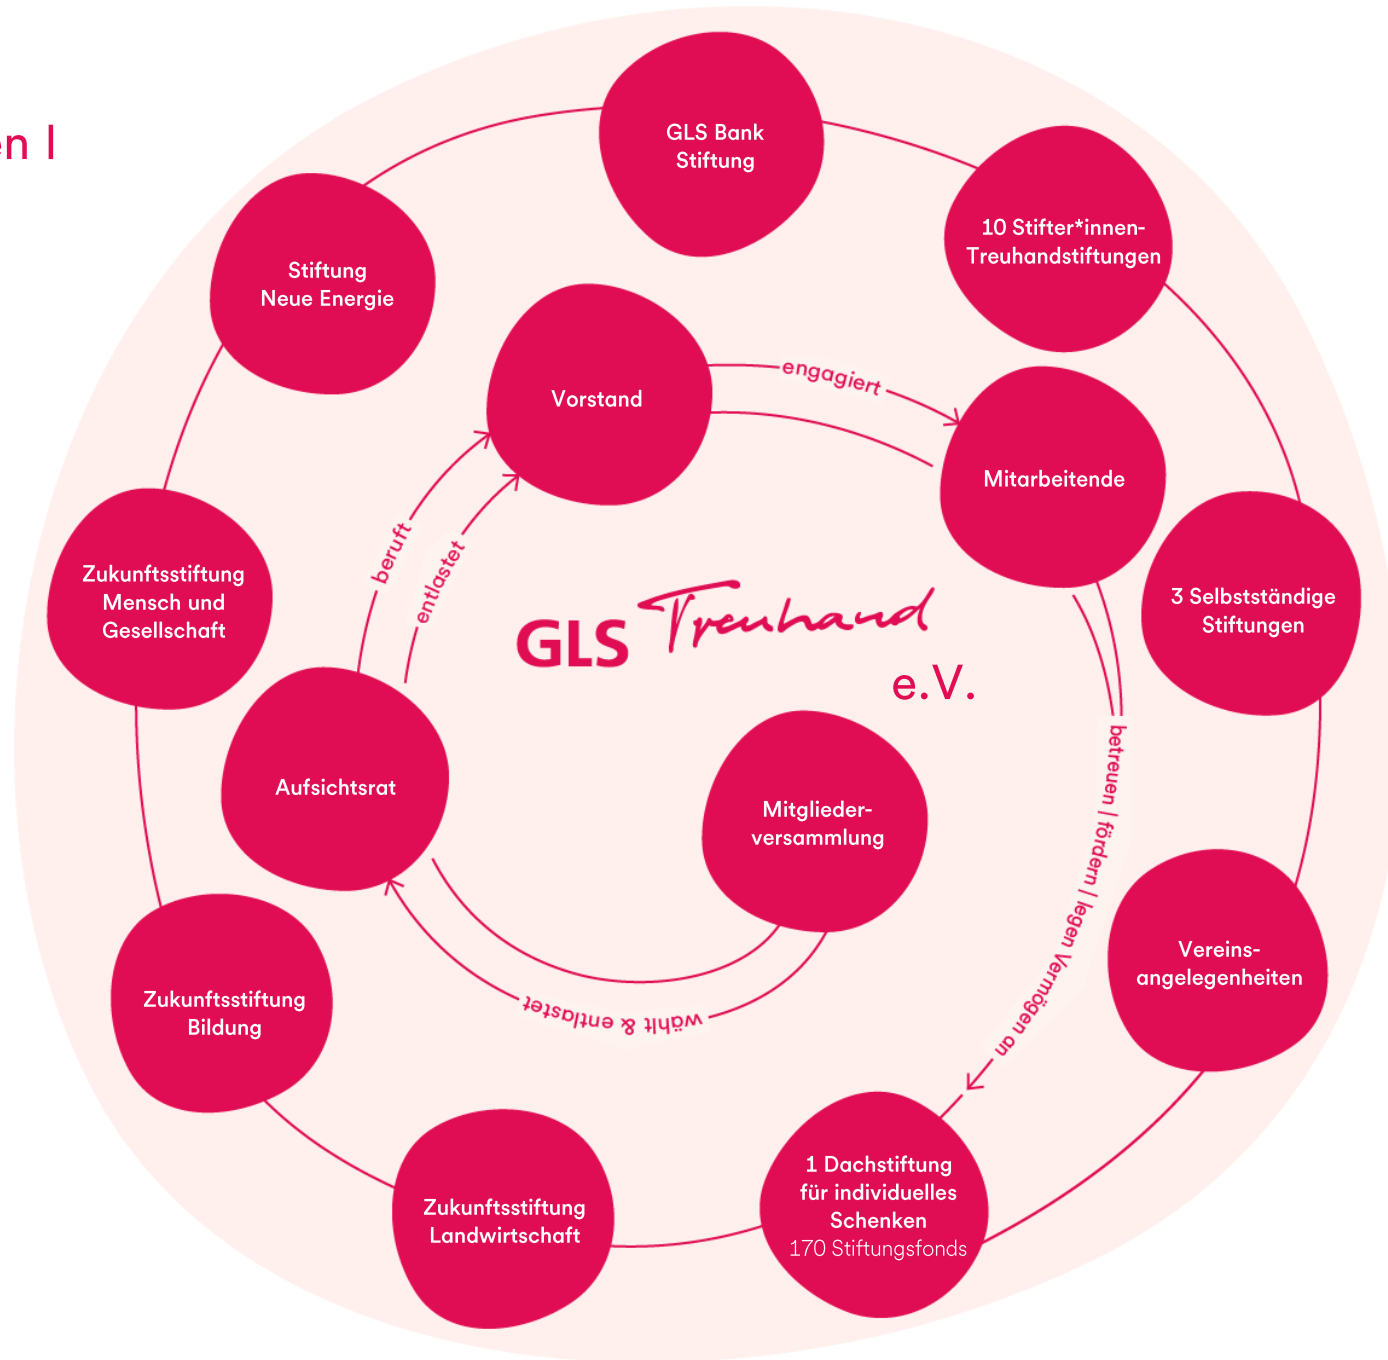 en I
GLS Bank
Stiftung
10 Stifter*innen-
Treuhandstiftungen
Stiftung
Neue Energie
Vorstand
engagiert
Mitarbeitende
beruft
entlastet
Zukunftsstiftung
Mensch und
Gesellschaft
3 Selbstständige
Stiftungen
GLS Treuhand
e.V.
Aufsichtsrat
Mitglieder-
versammlung
betreuen | fördern | legen Vermögen an
wählt & entlastet
Vereins-
angelegenheiten
Zukunftsstiftung
Bildung
Zukunftsstiftung
Landwirtschaft
1 Dachstiftung
für individuelles
Schenken
170 Stiftungsfonds